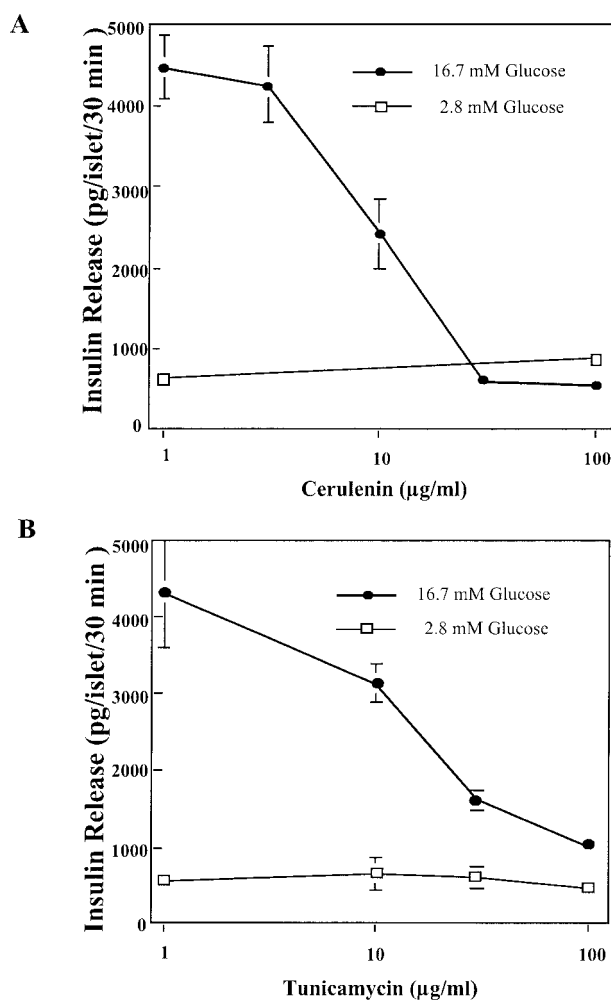 A
Insulin Release (pg/islet/30 min )
5000
4000
3000
2000
1000
0
16.7 mM Glucose
2.8 mM Glucose
1
10
100
Cerulenin (µg/ml)
B
Insulin Release (pg/islet/30 min )
5000
4000
3000
2000
1000
0
16.7 mM Glucose
2.8 mM Glucose
1
10
100
Tunicamycin (µg/ml)